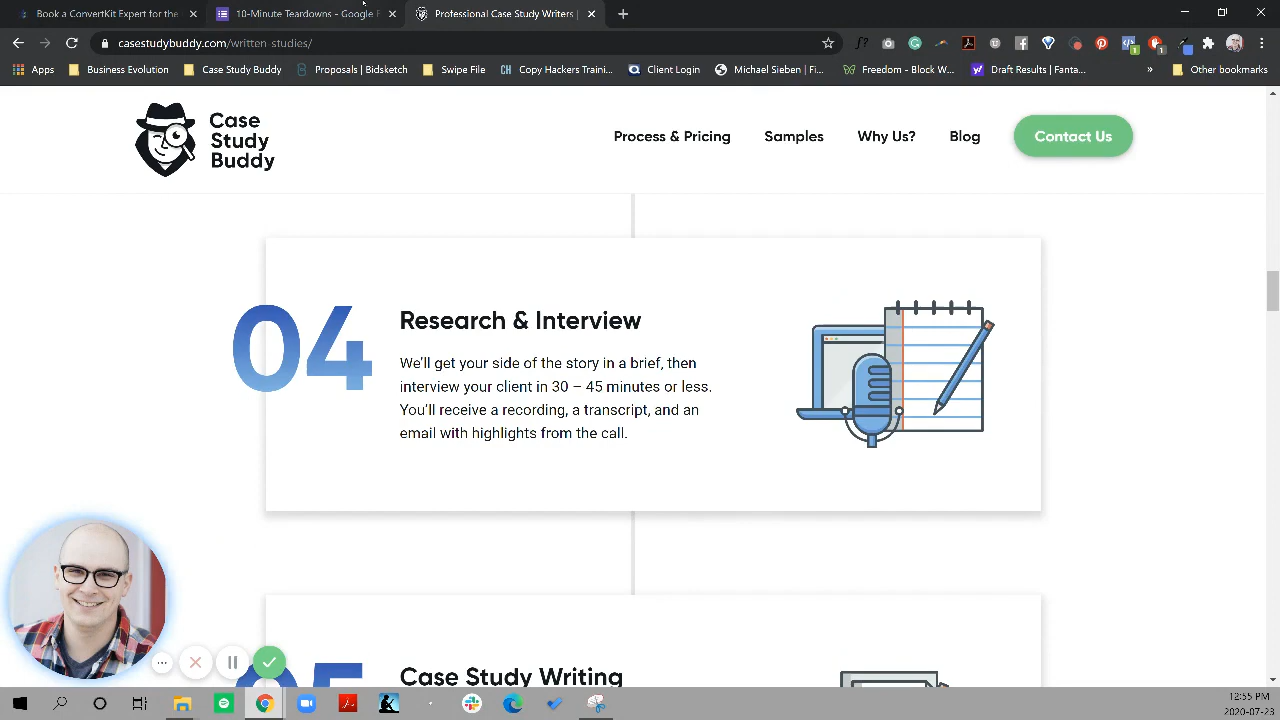 Book a ConvertKit Expert for the
10-Minute Teardowns - Google F
Professional Case Study Writers |
casestudybuddy.com/written-studies/
f?
1
1
Apps
Business Evolution
Case Study Buddy
Proposals | Bidsketch
Swipe File
CH Copy Hackers Traini...
Client Login
Michael Sieben | Fi...
Freedom - Block W...
Draft Results | Fanta...
»
Other bookmarks
Case
Study
Buddy
Process & Pricing
Samples
Why Us?
Blog
Contact Us
04
Research & Interview
We'll get your side of the story in a brief, then
interview your client in 30 – 45 minutes or less.
You'll receive a recording, a transcript, and an
email with highlights from the call.
05
Case Study Writing
12:55 PM
2020-07-23